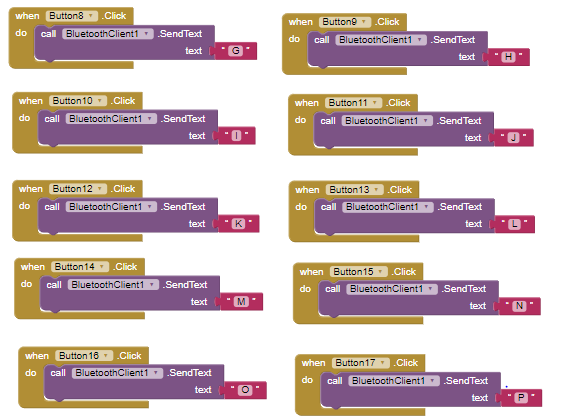 when Button8 .Click
do call BluetoothClient1 .SendText
text " G "
when Button9 .Click
do call BluetoothClient1 .SendText
text " H "
when Button10 .Click
do call BluetoothClient1 .SendText
text " I "
when Button11 .Click
do call BluetoothClient1 .SendText
text " J "
when Button12 .Click
do call BluetoothClient1 .SendText
text " K "
when Button13 .Click
do call BluetoothClient1 .SendText
text " L "
when Button14 .Click
do call BluetoothClient1 .SendText
text " M "
when Button15 .Click
do call BluetoothClient1 .SendText
text " N "
when Button16 .Click
do call BluetoothClient1 .SendText
text " O "
when Button17 .Click
do call BluetoothClient1 .SendText
text " P "